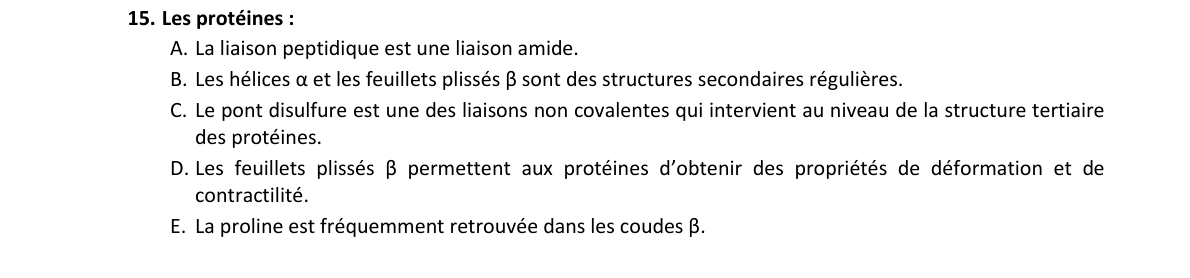 15. Les protéines :
A. La liaison peptidique est une liaison amide.
B. Les hélices α et les feuillets plissés β sont des structures secondaires régulières.
C. Le pont disulfure est une des liaisons non covalentes qui intervient au niveau de la structure tertiaire
des protéines.
D. Les feuillets plissés β permettent aux protéines d’obtenir des propriétés de déformation et de
contractilité.
E. La proline est fréquemment retrouvée dans les coudes β.